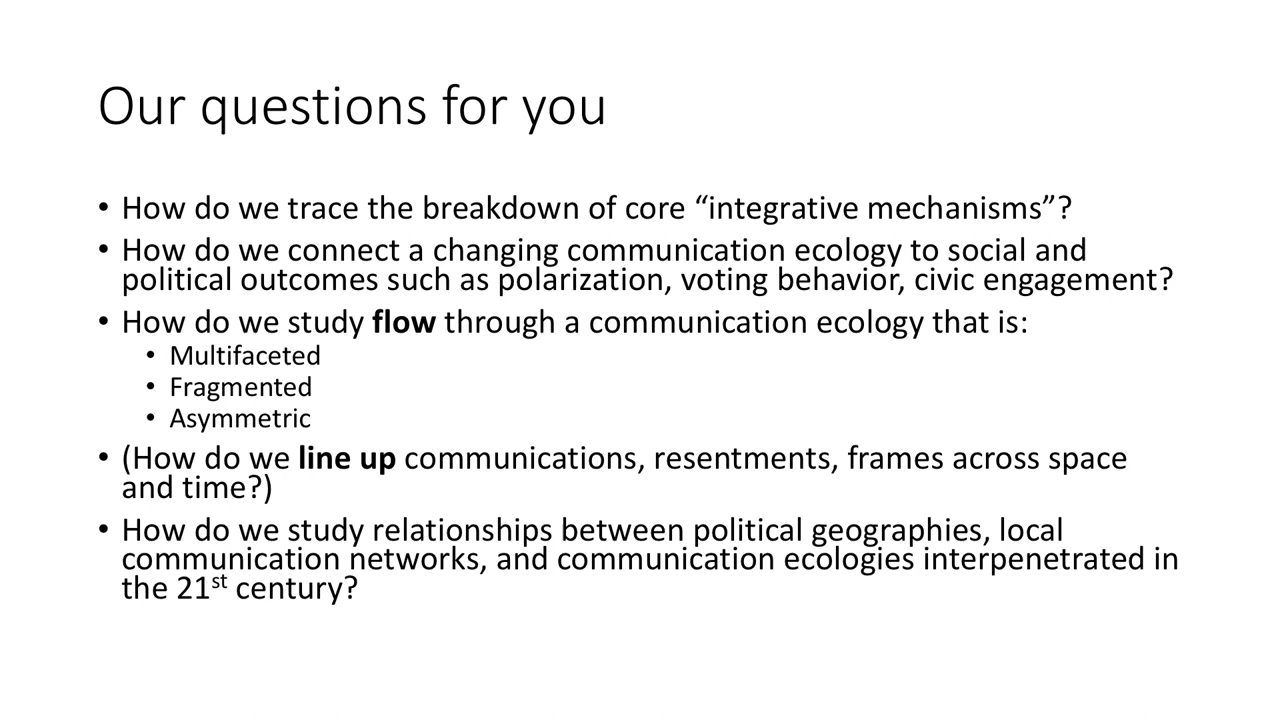 Our questions for you
• How do we trace the breakdown of core “integrative mechanisms”?
• How do we connect a changing communication ecology to social and
political outcomes such as polarization, voting behavior, civic engagement?
• How do we study flow through a communication ecology that is:
• Multifaceted
• Fragmented
• Asymmetric
• (How do we line up communications, resentments, frames across space
and time?)
• How do we study relationships between political geographies, local
communication networks, and communication ecologies interpenetrated in
the 21st century?